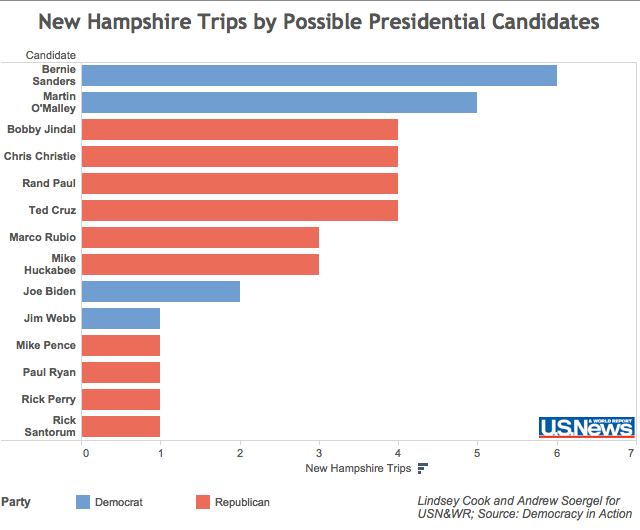 New Hampshire Trips by Possible Presidential Candidates
Candidate
Bernie
Sanders
Martin
O'Malley
Bobby Jindal
Chris Christie
Rand Paul
Ted Cruz
Marco Rubio
Mike
Huckabee
Joe Biden
Jim Webb
Mike Pence
Paul Ryan
Rick Perry
Rick
Santorum
U.S.News & WORLD REPORT
0 1 2 3 4 5 6 7
New Hampshire Trips
Party
Democrat
Republican
Lindsey Cook and Andrew Soergel for
USN&WR; Source: Democracy in Action